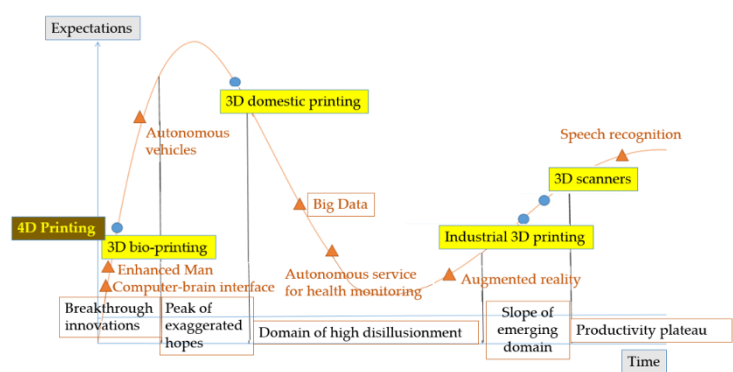 Expectations
3D domestic printing
Autonomous
vehicles
Speech recognition
3D scanners
Big Data
4D Printing
3D bio-printing
Industrial 3D printing
Enhanced Man
Computer-brain interface
Autonomous service
for health monitoring
Augmented reality
Breakthrough
innovations
Peak of
exaggerated
hopes
Domain of high disillusionment
Slope of
emerging
domain
Productivity plateau
Time